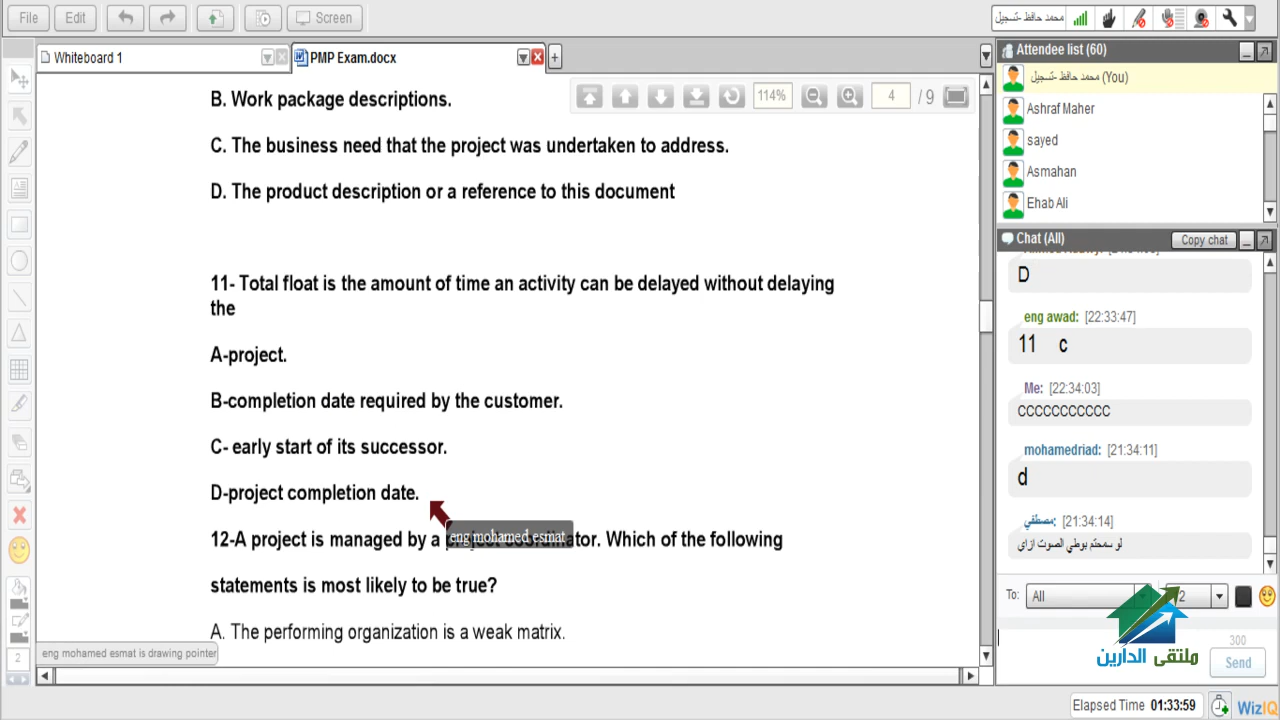 File
Edit
Screen
محمد حافظ -تسجيل
Whiteboard 1
PMP Exam.docx
114%
4
/ 9
B. Work package descriptions.
C. The business need that the project was undertaken to address.
D. The product description or a reference to this document
11- Total float is the amount of time an activity can be delayed without delaying
the
A-project.
B-completion date required by the customer.
C- early start of its successor.
D-project completion date.
eng mohamed esmat
12-A project is managed by a project coordinator. Which of the following
statements is most likely to be true?
A. The performing organization is a weak matrix.
eng mohamed esmat is drawing pointer
2
Attendee list (60)
محمد حافظ -تسجيل (You)
Ashraf Maher
sayed
Asmahan
Ehab Ali
Chat (All)
Copy chat
D
eng awad: [22:33:47]
11 c
Me: [22:34:03]
CCCCCCCCCCC
mohamedriad: [21:34:11]
d
مصطفي: [21:34:14]
لو سمحتم بوطي الصوت ازاي
To:
All
2
300
Send
ملتقى الدارين
Elapsed Time 01:33:59
WizIQ